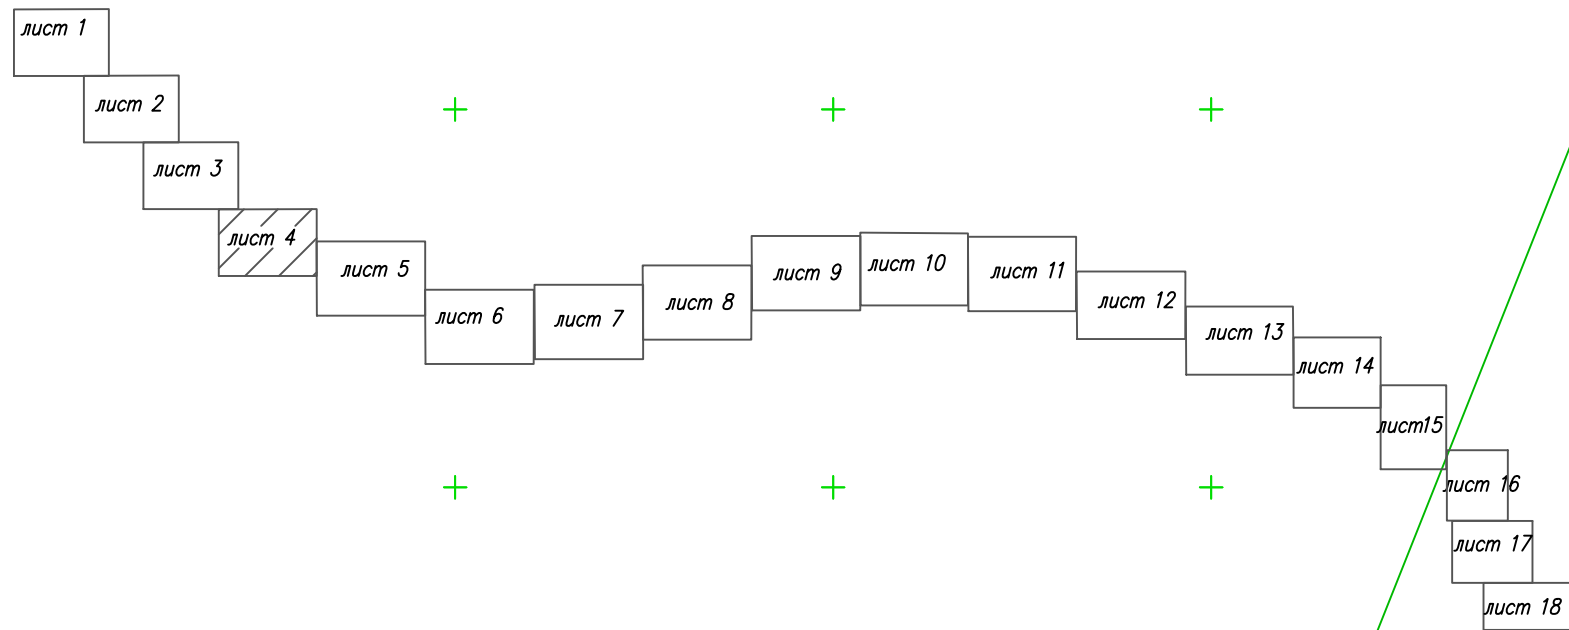 лист 1
лист 2
лист 3
лист 4
лист 5
лист 6
лист 7
лист 8
лист 9
лист 10
лист 11
лист 12
лист 13
лист 14
лист15
лист 16
лист 17
лист 18